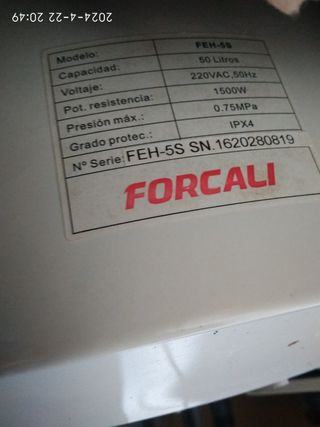 2024-4-22 20:49
Modelo: FEH-5S
Capacidad: 50 Litros
Voltaje: 220VAC,50Hz
Pot. resistencia: 1500W
Presión máx.: 0.75MPa
Grado protec.: IPX4
Nº Serie: FEH-5S SN.1620280819
FORCALI